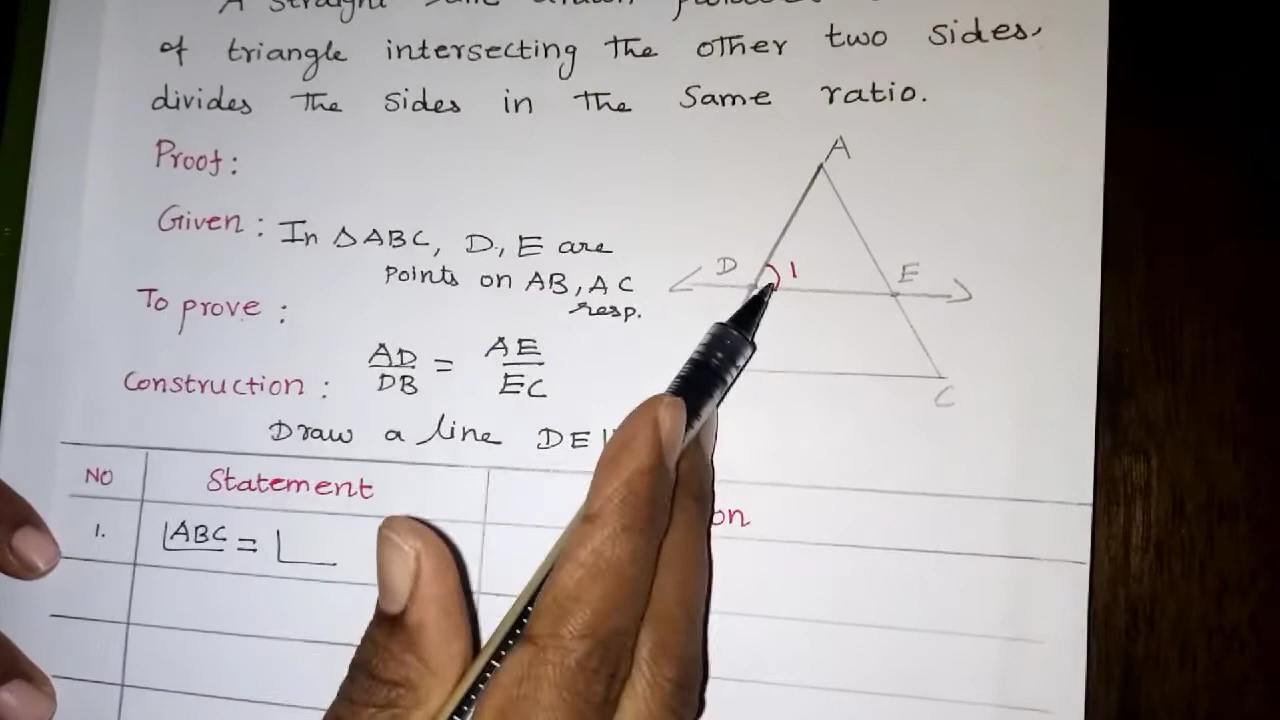 A straight
of triangle intersecting the other two sides,
divides the sides in the same ratio.
Proof:
Given: In △ABC, D, E are
points on AB, AC
resp.
To prove:
AD/DB = AE/EC
Construction:
Draw a line DE
A
D
1
E
C
NO Statement
1. ∠ABC = ∠